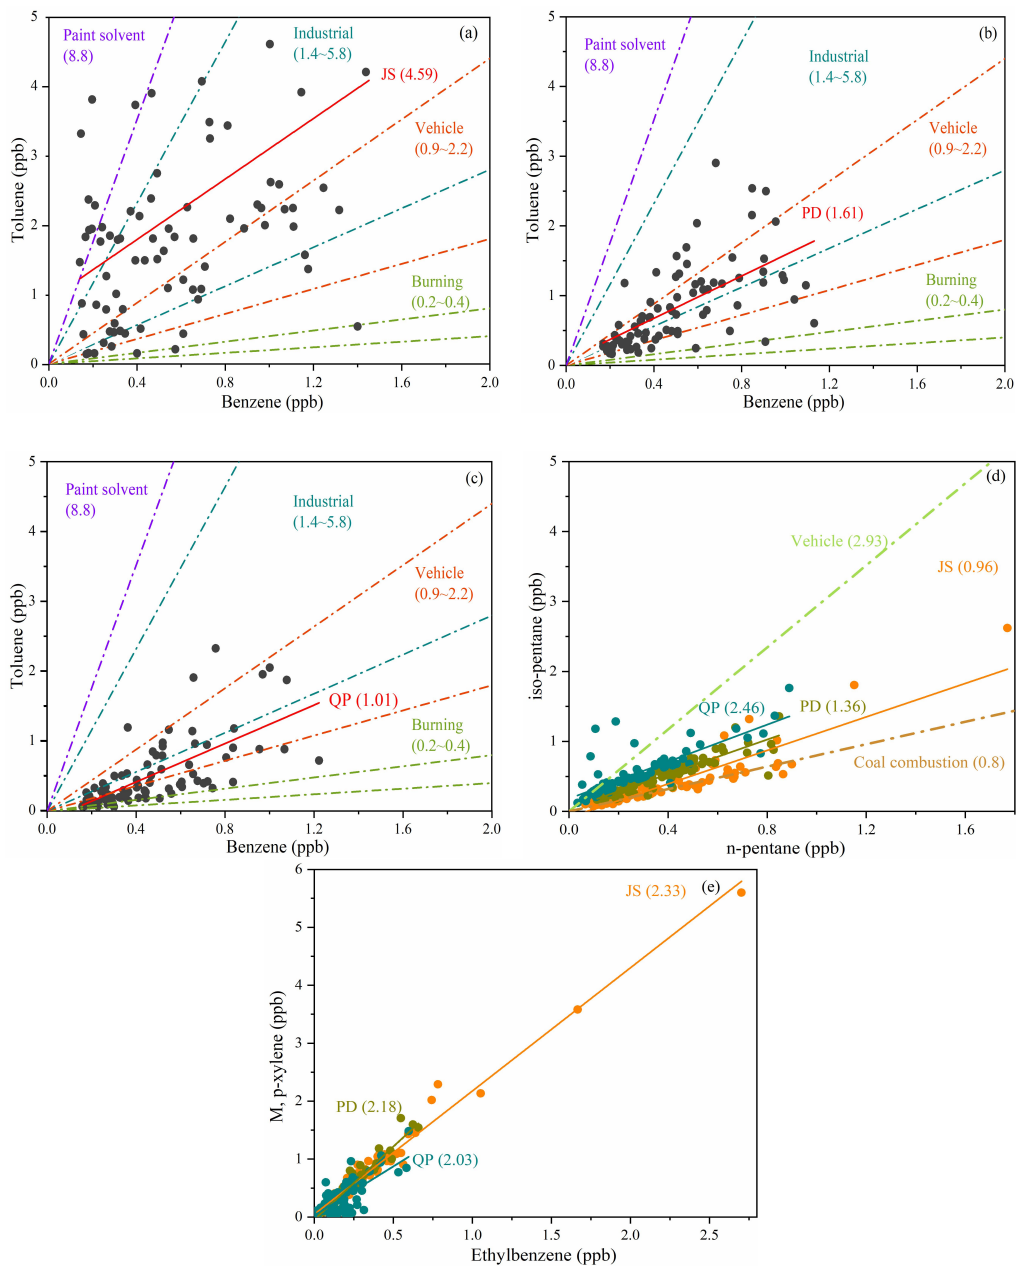 (a)
Paint solvent
(8.8)
Industrial
(1.4~5.8)
JS (4.59)
Vehicle
(0.9~2.2)
Burning
(0.2~0.4)
Toluene (ppb)
5
4
3
2
1
0
0.0 0.4 0.8 1.2 1.6 2.0
Benzene (ppb)
(b)
Paint solvent
(8.8)
Industrial
(1.4~5.8)
Vehicle
(0.9~2.2)
PD (1.61)
Burning
(0.2~0.4)
Toluene (ppb)
5
4
3
2
1
0
0.0 0.4 0.8 1.2 1.6 2.0
Benzene (ppb)
(c)
Paint solvent
(8.8)
Industrial
(1.4~5.8)
Vehicle
(0.9~2.2)
QP (1.01)
Burning
(0.2~0.4)
Toluene (ppb)
5
4
3
2
1
0
0.0 0.4 0.8 1.2 1.6 2.0
Benzene (ppb)
(d)
Vehicle (2.93)
JS (0.96)
QP (2.46)
PD (1.36)
Coal combustion (0.8)
iso-pentane (ppb)
5
4
3
2
1
0
0.0 0.4 0.8 1.2 1.6
n-pentane (ppb)
(e)
JS (2.33)
PD (2.18)
QP (2.03)
M, p-xylene (ppb)
6
5
4
3
2
1
0
0.0 0.5 1.0 1.5 2.0 2.5
Ethylbenzene (ppb)